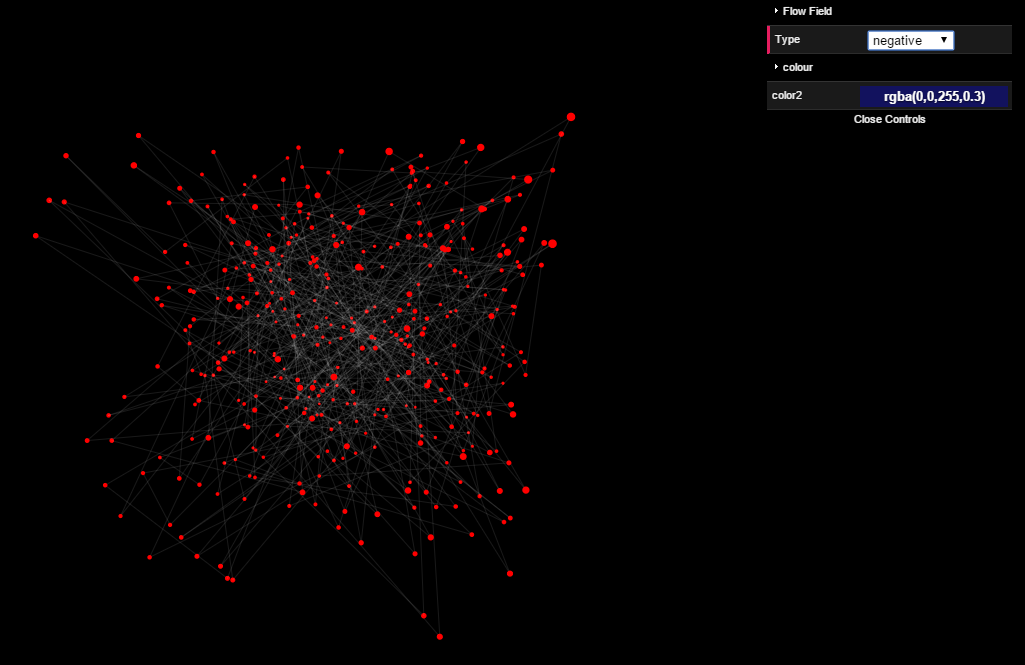 Flow Field
Type negative
colour
color2 rgba(0,0,255,0.3)
Close Controls